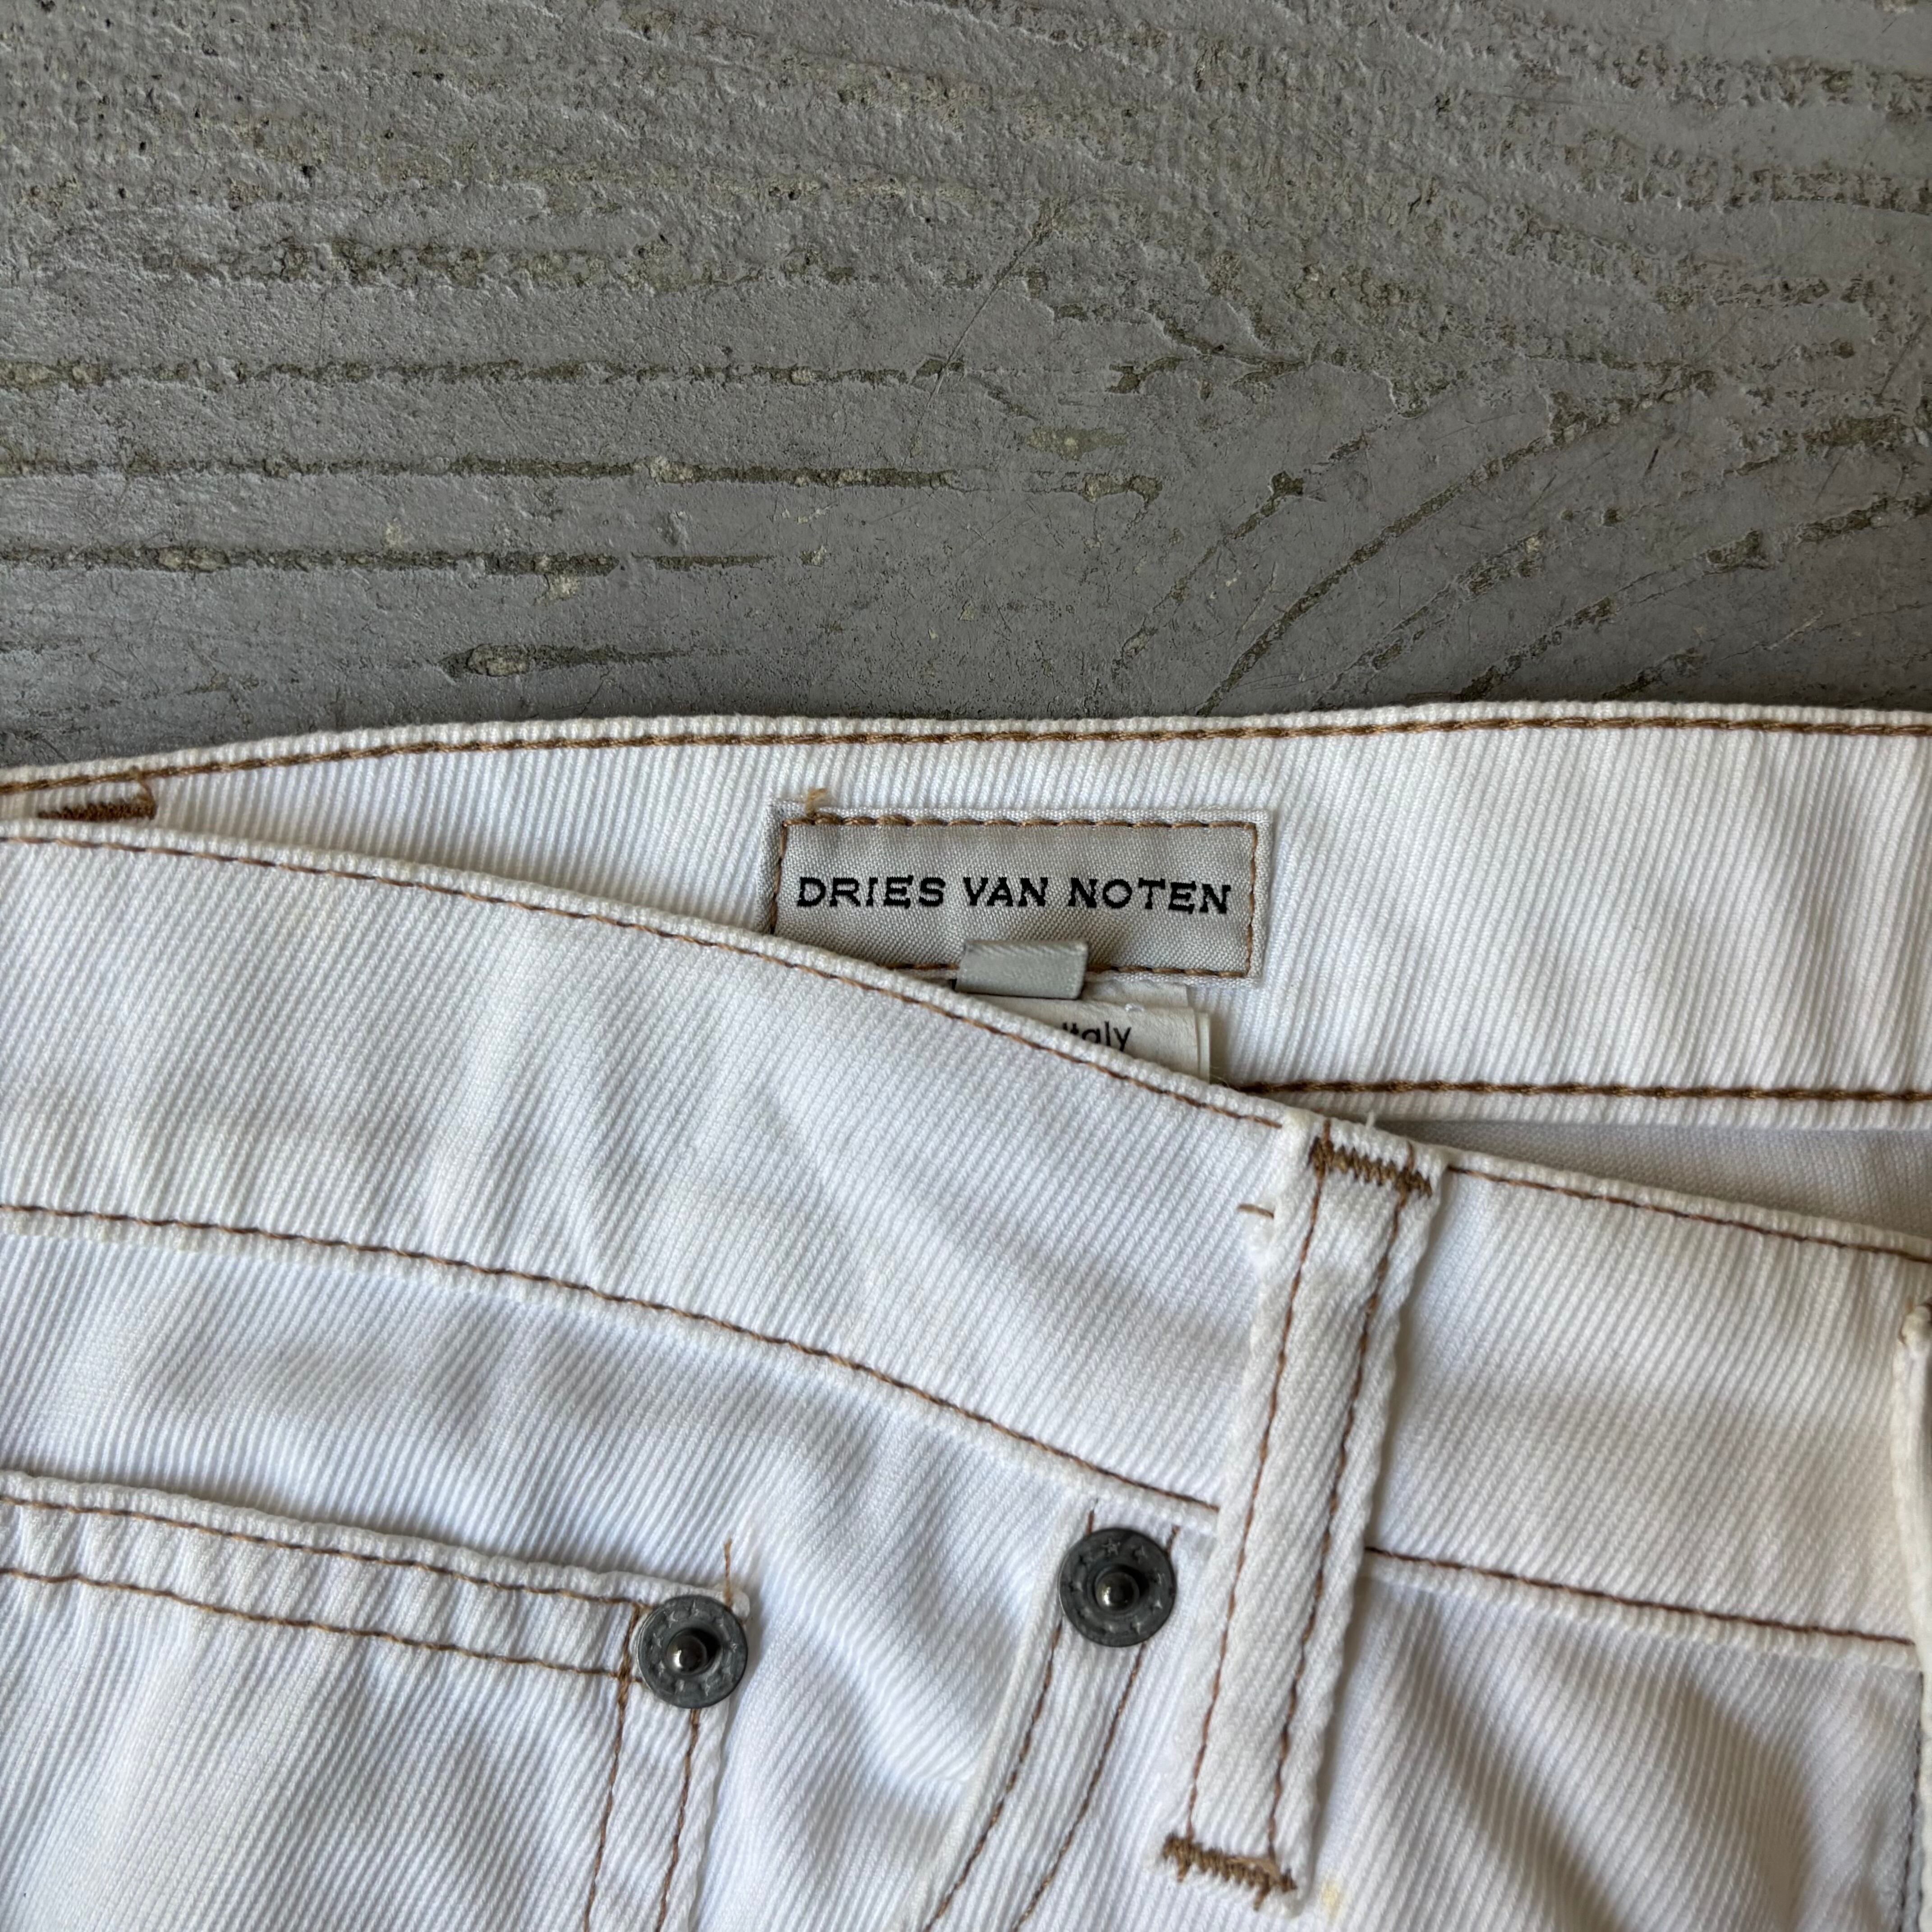 DRIES VAN NOTEN
Italy